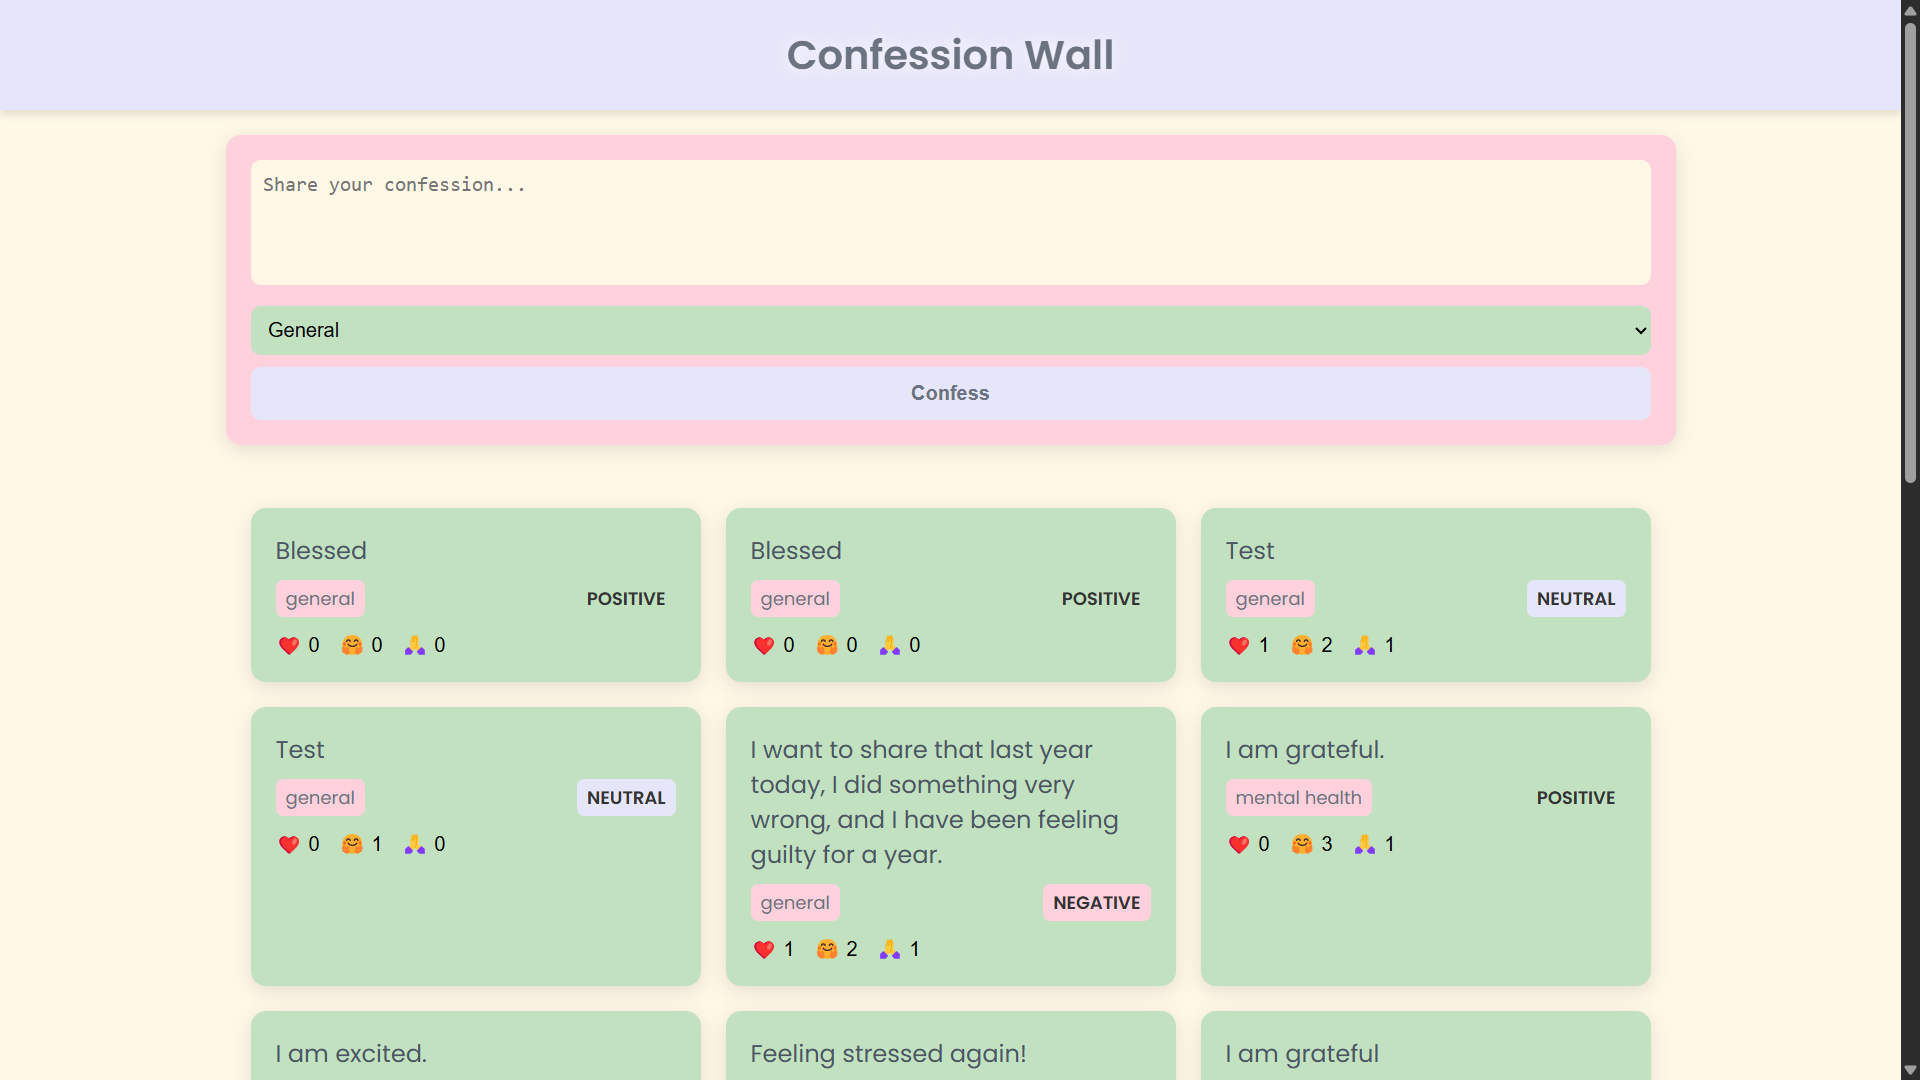 Confession Wall
Share your confession...
General
Confess
Blessed
general
POSITIVE
❤️ 0 🤗 0 🙏 0
Blessed
general
POSITIVE
❤️ 0 🤗 0 🙏 0
Test
general
NEUTRAL
❤️ 1 🤗 2 🙏 1
Test
general
NEUTRAL
❤️ 0 🤗 1 🙏 0
I want to share that last year
today, I did something very
wrong, and I have been feeling
guilty for a year.
general
NEGATIVE
❤️ 1 🤗 2 🙏 1
I am grateful.
mental health
POSITIVE
❤️ 0 🤗 3 🙏 1
I am excited.
Feeling stressed again!
I am grateful